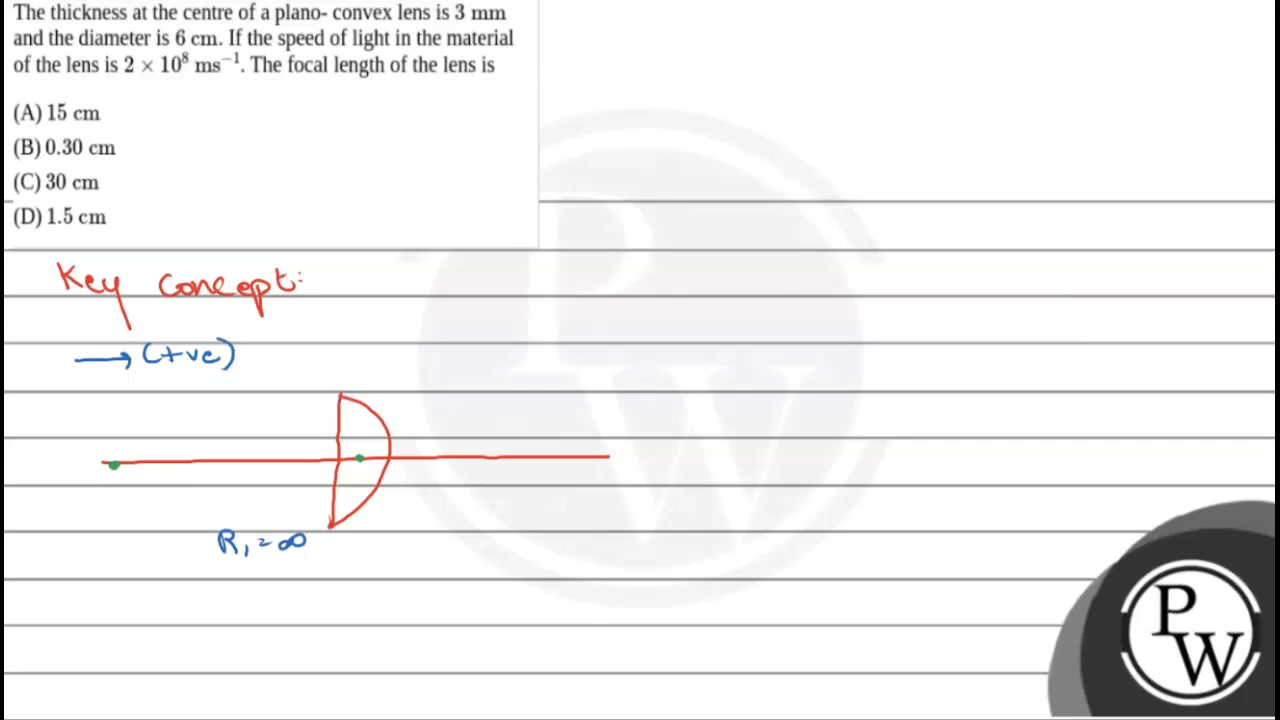 The thickness at the centre of a plano- convex lens is 3 mm
and the diameter is 6 cm. If the speed of light in the material
of the lens is 2 × 10⁸ ms⁻¹. The focal length of the lens is
(A) 15 cm
(B) 0.30 cm
(C) 30 cm
(D) 1.5 cm
Key concept:
→ (+ve)
R₁ = ∞
P
W
P
W